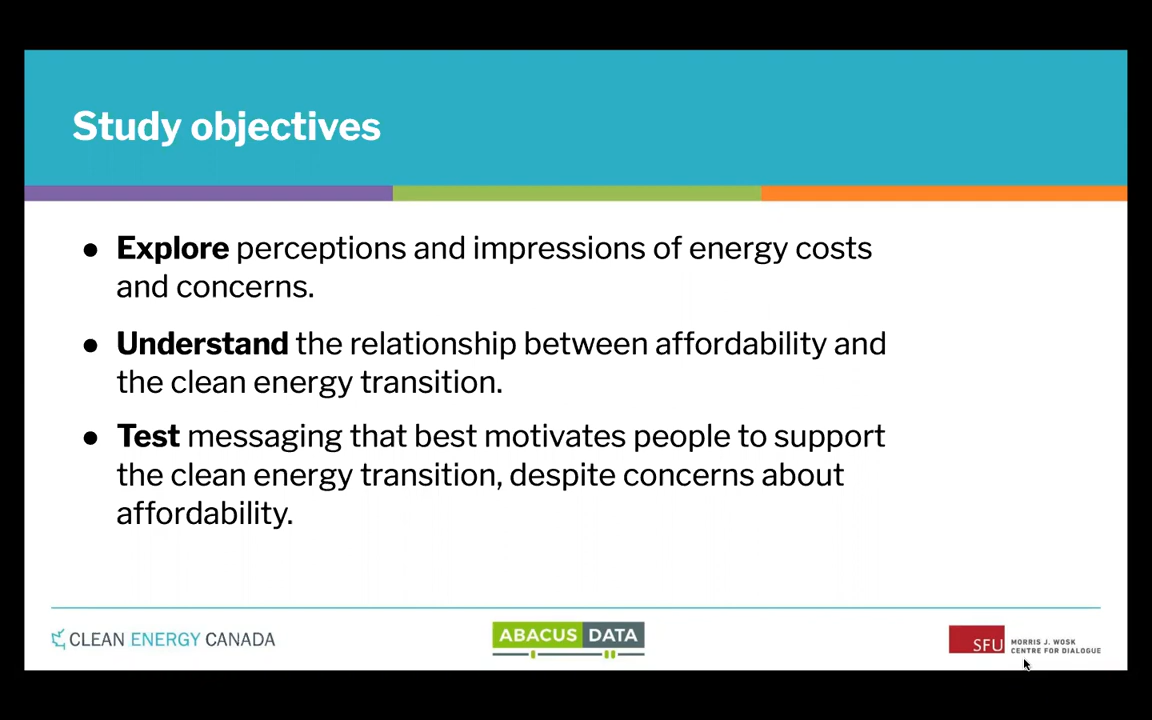 Study objectives
● Explore perceptions and impressions of energy costs
and concerns.
● Understand the relationship between affordability and
the clean energy transition.
● Test messaging that best motivates people to support
the clean energy transition, despite concerns about
affordability.
CLEAN ENERGY CANADA
ABACUS DATA
SFU
MORRIS J. WOSK
CENTRE FOR DIALOGUE